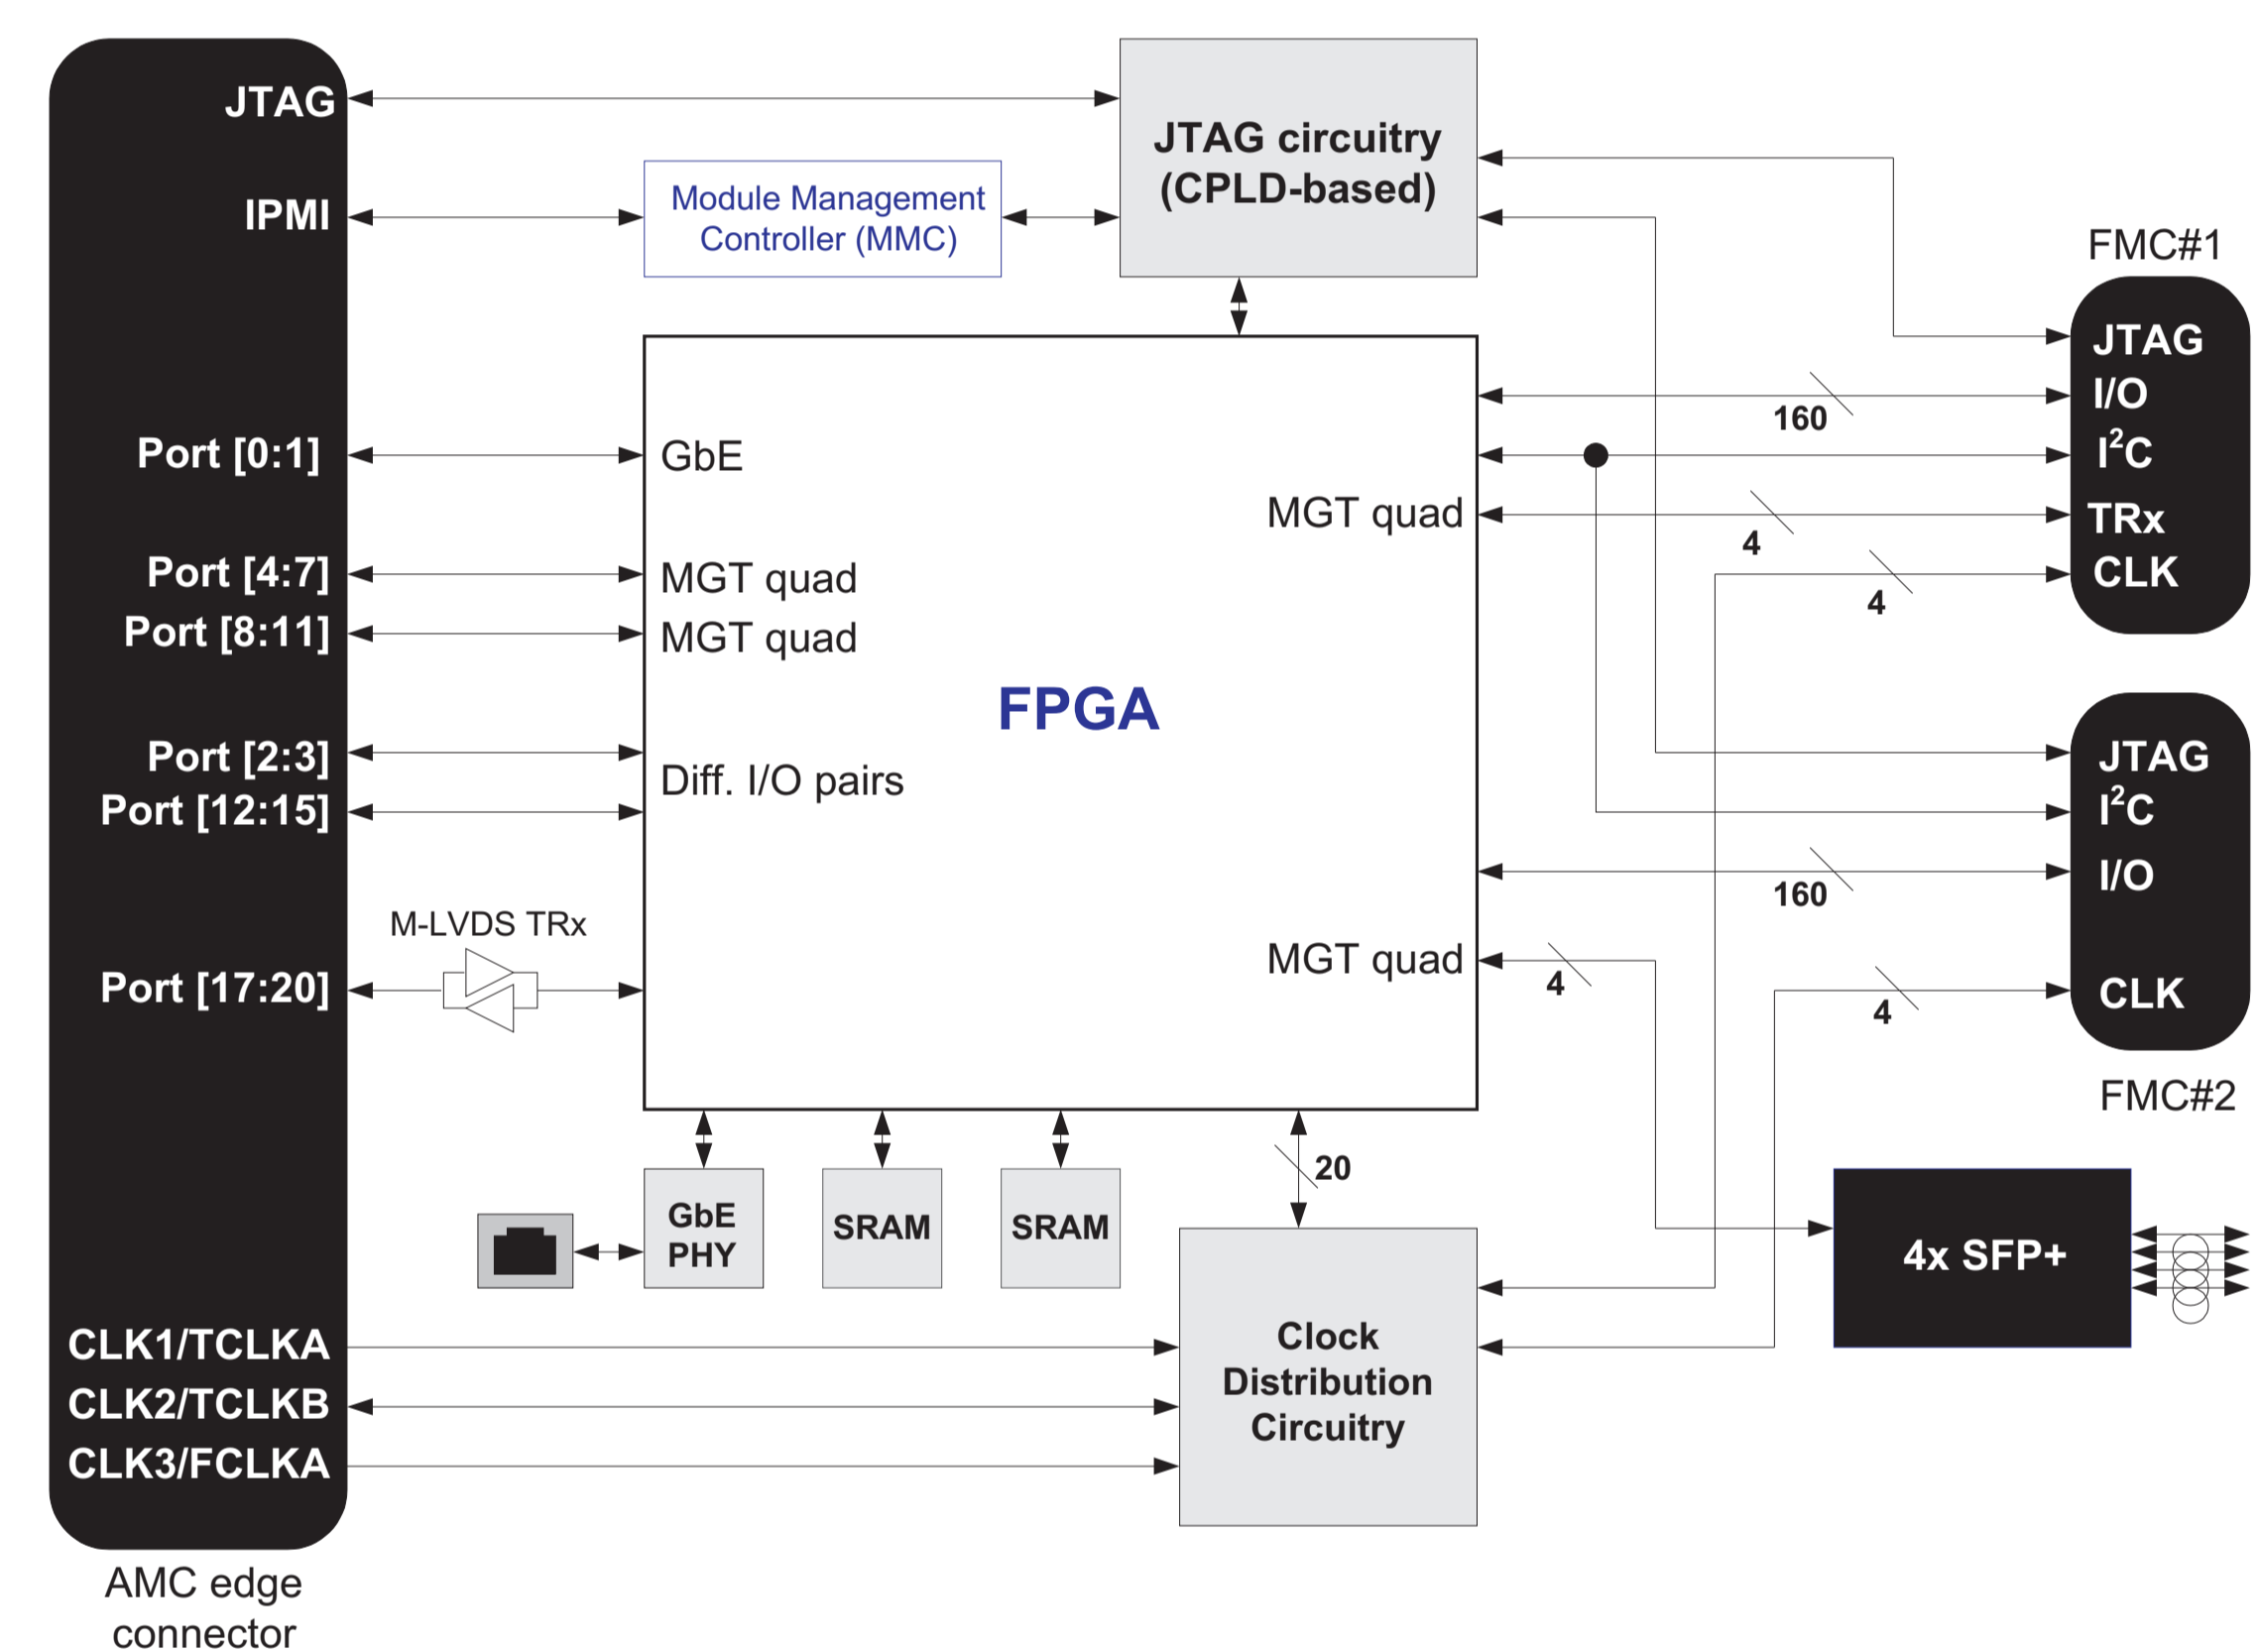 JTAG
IPMI
Port [0:1]
Port [4:7]
Port [8:11]
Port [2:3]
Port [12:15]
Port [17:20]
CLK1/TCLKA
CLK2/TCLKB
CLK3/FCLKA
AMC edge
connector
Module Management
Controller (MMC)
JTAG circuitry
(CPLD-based)
GbE
MGT quad
MGT quad
FPGA
Diff. I/O pairs
MGT quad
MGT quad
M-LVDS TRx
GbE
PHY
SRAM
SRAM
20
Clock
Distribution
Circuitry
160
4
4
160
4
4
FMC#1
JTAG
I/O
I²C
TRx
CLK
JTAG
I²C
I/O
CLK
FMC#2
4x SFP+